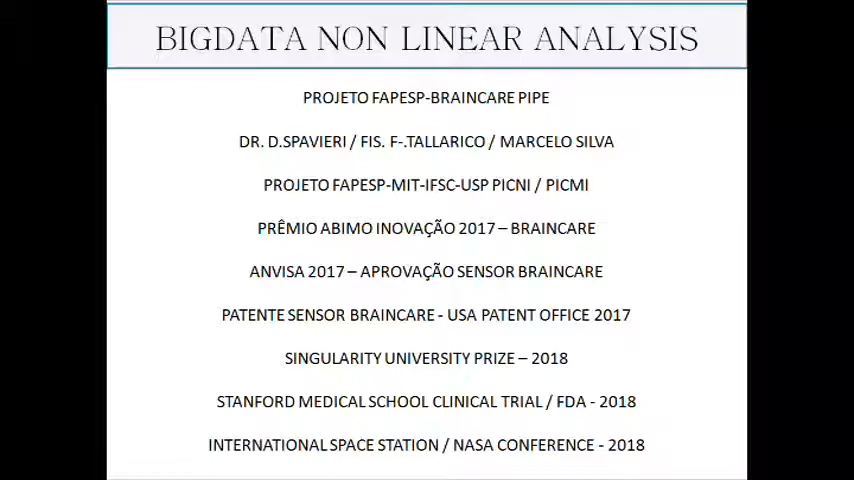 BIGDATA NON LINEAR ANALYSIS
PROJETO FAPESP-BRAINCARE PIPE
DR. D.SPAVIERI / FIS. F-.TALLARICO / MARCELO SILVA
PROJETO FAPESP-MIT-IFSC-USP PICNI / PICMI
PRÊMIO ABIMO INOVAÇÃO 2017 – BRAINCARE
ANVISA 2017 – APROVAÇÃO SENSOR BRAINCARE
PATENTE SENSOR BRAINCARE - USA PATENT OFFICE 2017
SINGULARITY UNIVERSITY PRIZE – 2018
STANFORD MEDICAL SCHOOL CLINICAL TRIAL / FDA - 2018
INTERNATIONAL SPACE STATION / NASA CONFERENCE - 2018